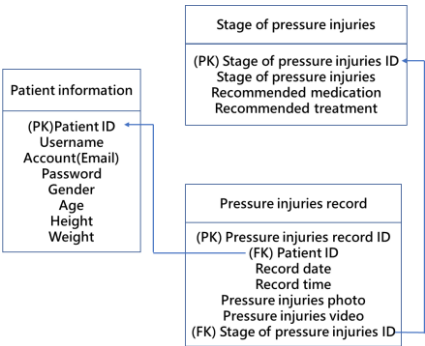 Stage of pressure injuries
(PK) Stage of pressure injuries ID
Stage of pressure injuries
Recommended medication
Recommended treatment
Patient information
(PK)Patient ID
Username
Account(Email)
Password
Gender
Age
Height
Weight
Pressure injuries record
(PK) Pressure injuries record ID
(FK) Patient ID
Record date
Record time
Pressure injuries photo
Pressure injuries video
(FK) Stage of pressure injuries ID